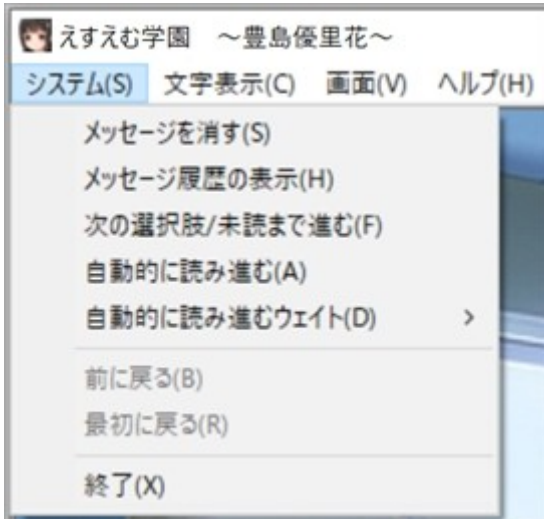 えすえむ学園　～豊島優里花～
システム(S) 文字表示(C) 画面(V) ヘルプ(H)
メッセージを消す(S)
メッセージ履歴の表示(H)
次の選択肢/未読まで進む(F)
自動的に読み進む(A)
自動的に読み進むウェイト(D)
前に戻る(B)
最初に戻る(R)
終了(X)